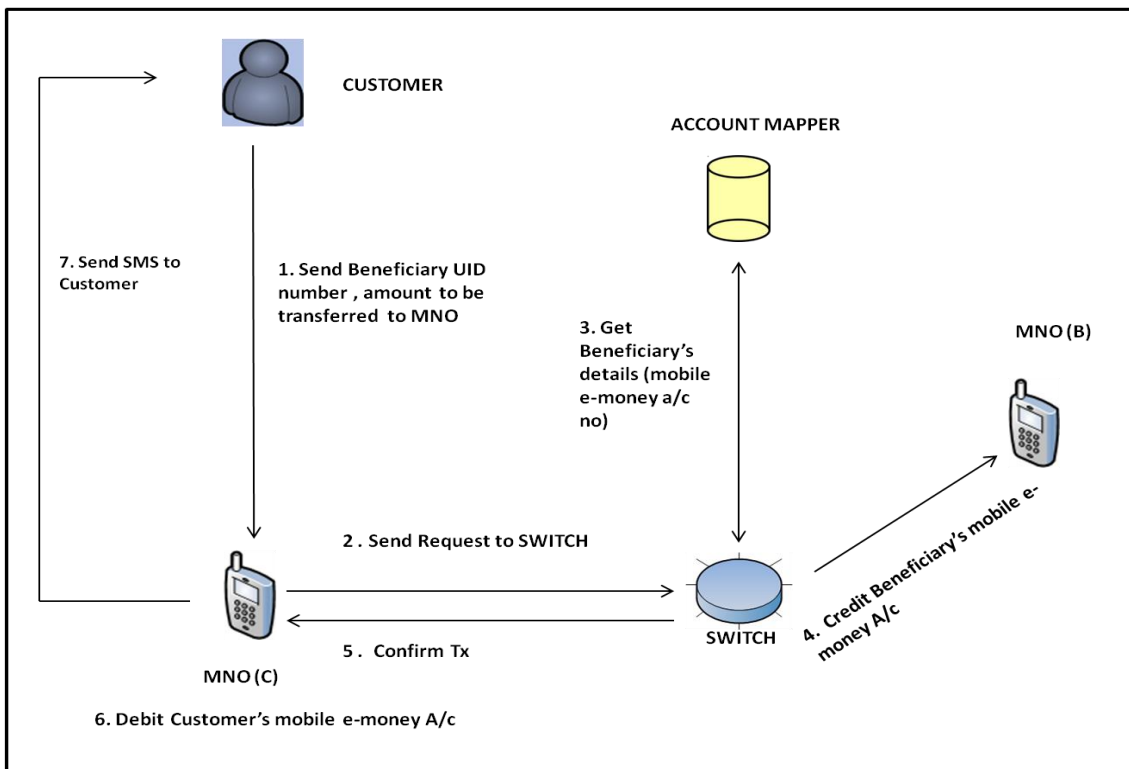 CUSTOMER
ACCOUNT MAPPER
7. Send SMS to
Customer
1. Send Beneficiary UID
number , amount to be
transferred to MNO
3. Get
Beneficiary's
details (mobile
e-money a/c
no)
MNO (B)
2 . Send Request to SWITCH
4. Credit Beneficiary's mobile e-
money A/c
SWITCH
5 . Confirm Tx
MNO (C)
6. Debit Customer's mobile e-money A/c